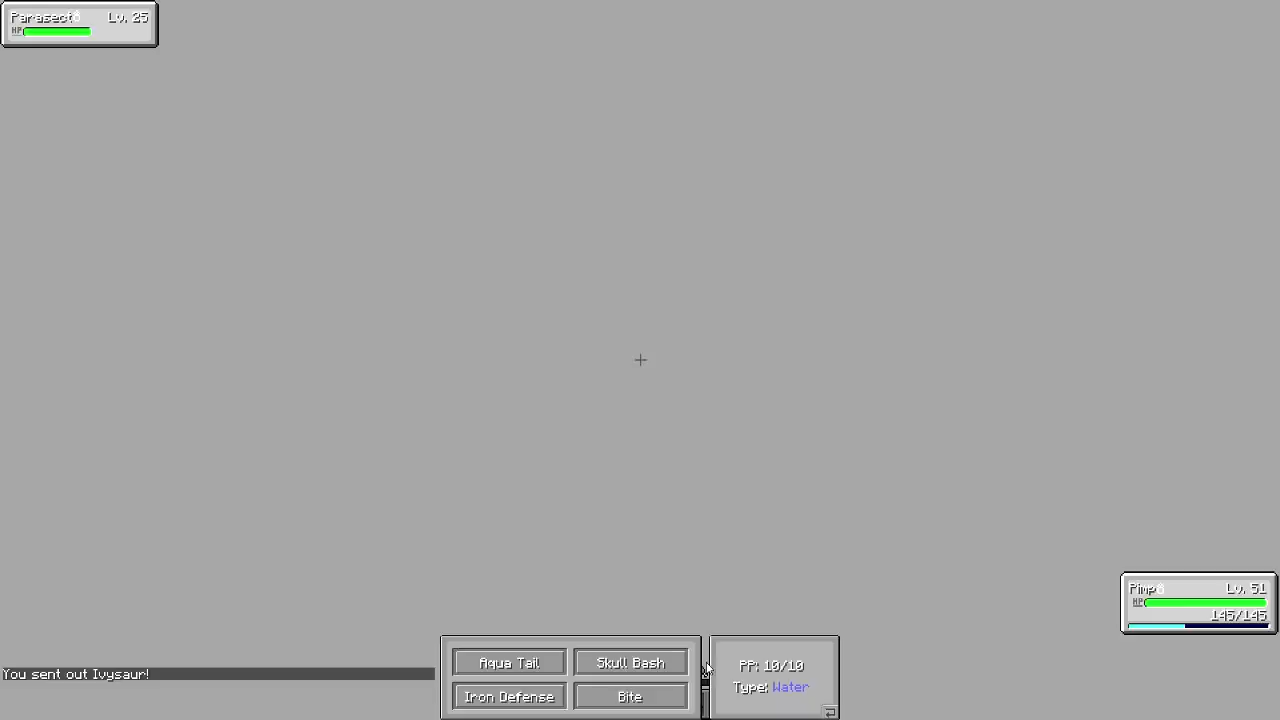 Parasect Lv. 25
HP
Pimp Lv. 51
HP
145/145
Aqua Tail Skull Bash
PP: 10/10
You sent out Ivysaur!
Type: Water
Iron Defense Bite